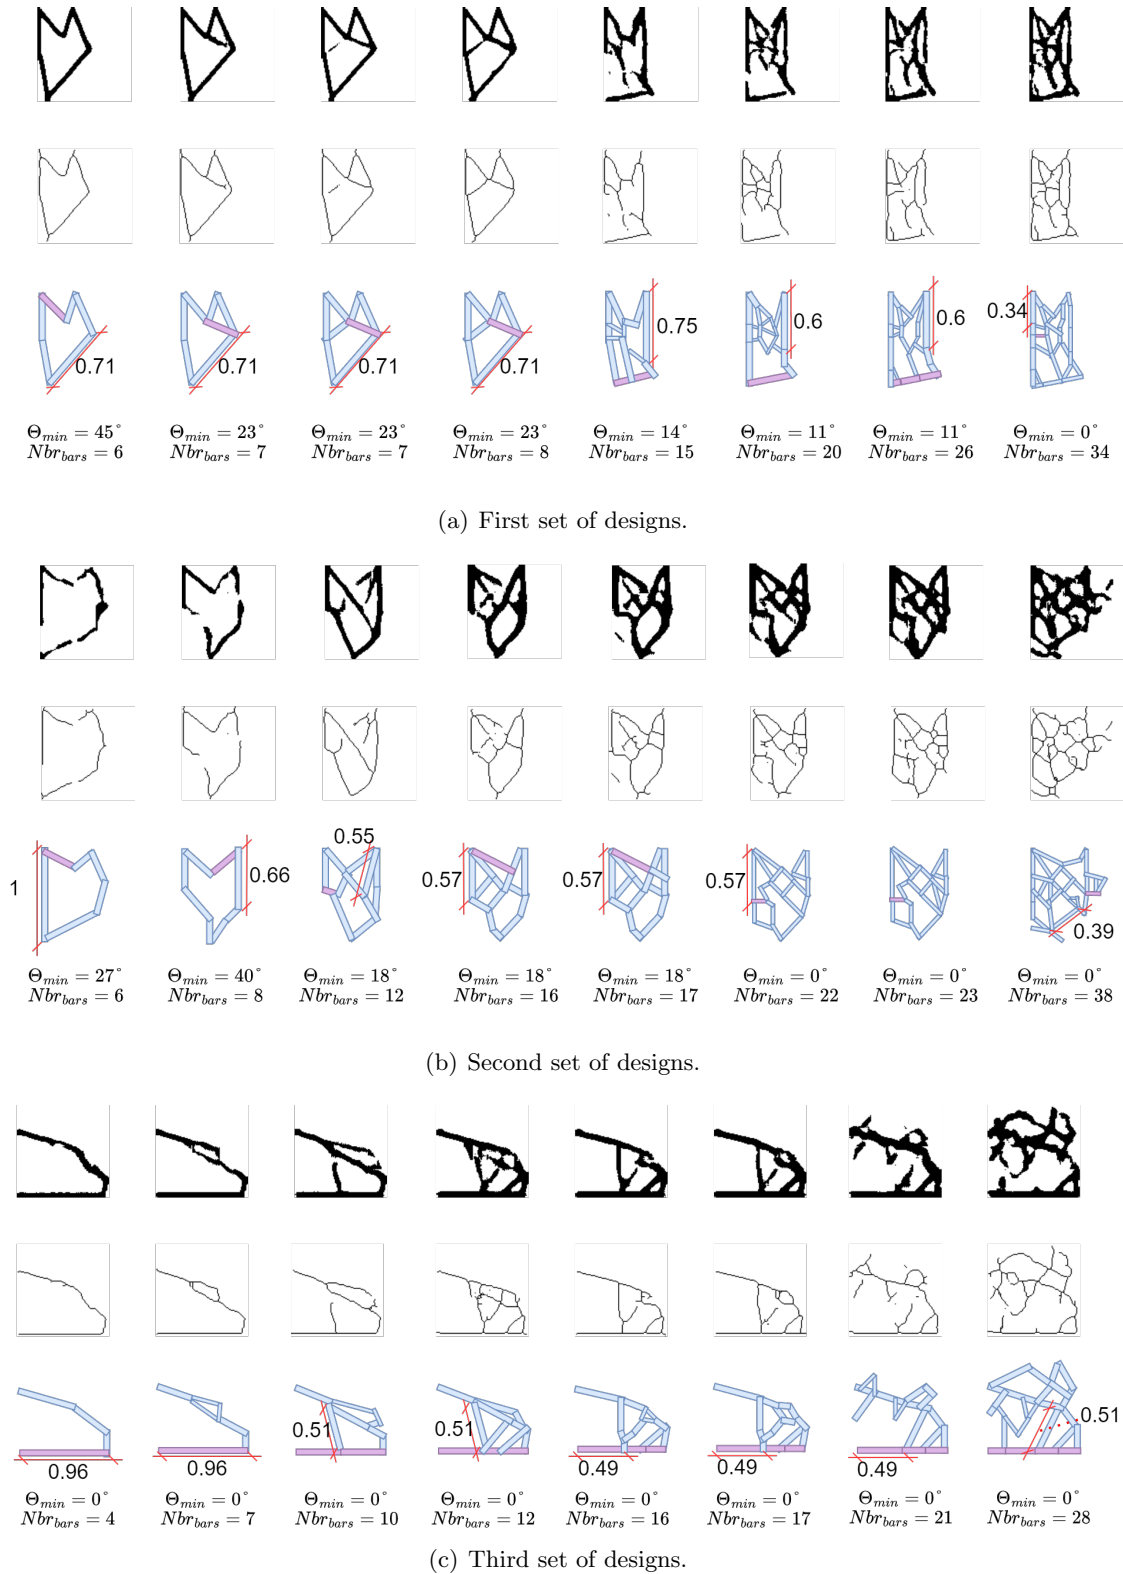 0.71
0.71
0.71
0.71
0.75
0.6
0.6
0.34
Θmin = 45°
Nbrbars = 6
Θmin = 23°
Nbrbars = 7
Θmin = 23°
Nbrbars = 7
Θmin = 23°
Nbrbars = 8
Θmin = 14°
Nbrbars = 15
Θmin = 11°
Nbrbars = 20
Θmin = 11°
Nbrbars = 26
Θmin = 0°
Nbrbars = 34
(a) First set of designs.
1
0.66
0.55
0.57
0.57
0.57
0.39
Θmin = 27°
Nbrbars = 6
Θmin = 40°
Nbrbars = 8
Θmin = 18°
Nbrbars = 12
Θmin = 18°
Nbrbars = 16
Θmin = 18°
Nbrbars = 17
Θmin = 0°
Nbrbars = 22
Θmin = 0°
Nbrbars = 23
Θmin = 0°
Nbrbars = 38
(b) Second set of designs.
0.96
0.96
0.51
0.51
0.49
0.49
0.49
0.51
Θmin = 0°
Nbrbars = 4
Θmin = 0°
Nbrbars = 7
Θmin = 0°
Nbrbars = 10
Θmin = 0°
Nbrbars = 12
Θmin = 0°
Nbrbars = 16
Θmin = 0°
Nbrbars = 17
Θmin = 0°
Nbrbars = 21
Θmin = 0°
Nbrbars = 28
(c) Third set of designs.